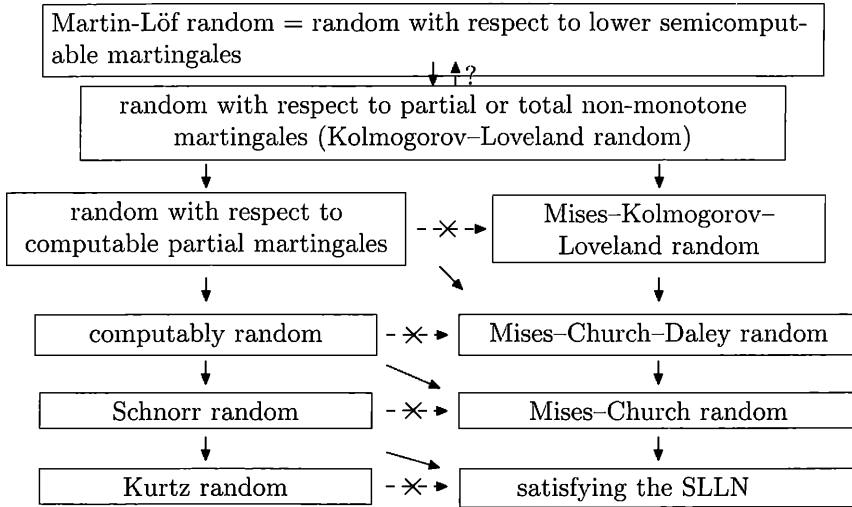 Martin-Löf random = random with respect to lower semicomput-
able martingales
?
random with respect to partial or total non-monotone
martingales (Kolmogorov–Loveland random)
random with respect to
computable partial martingales
Mises–Kolmogorov–
Loveland random
computably random
Mises–Church–Daley random
Schnorr random
Mises–Church random
Kurtz random
satisfying the SLLN